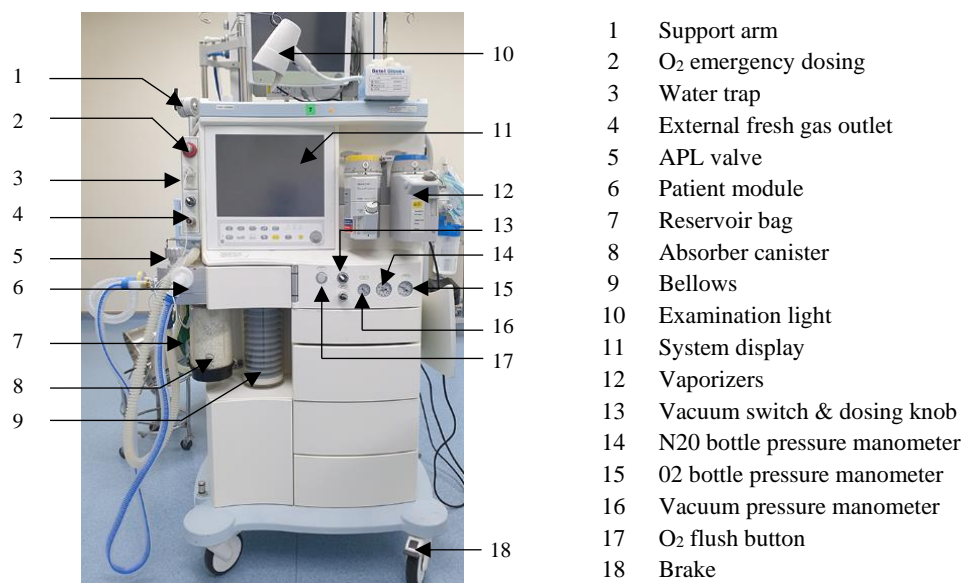 1 Support arm
2 O₂ emergency dosing
3 Water trap
4 External fresh gas outlet
5 APL valve
6 Patient module
7 Reservoir bag
8 Absorber canister
9 Bellows
10 Examination light
11 System display
12 Vaporizers
13 Vacuum switch & dosing knob
14 N20 bottle pressure manometer
15 02 bottle pressure manometer
16 Vacuum pressure manometer
17 O₂ flush button
18 Brake
1
2
3
4
5
6
7
8
9
10
11
12
13
14
15
16
17
18
7